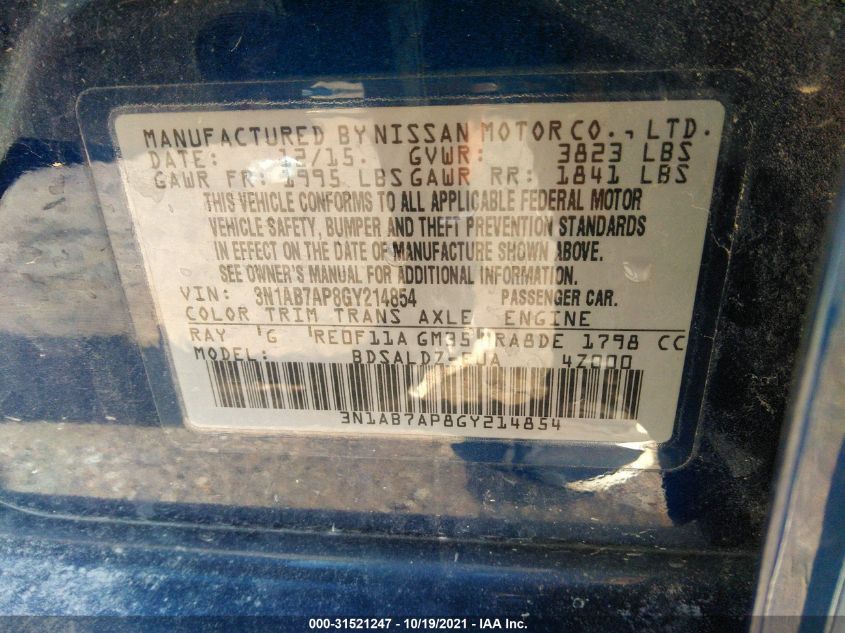 MANUFACTURED BY NISSAN MOTOR CO., LTD.
DATE: 12/15. GVWR: 3823 LBS
GAWR FR: 1995 LBS GAWR RR: 1841 LBS
THIS VEHICLE CONFORMS TO ALL APPLICABLE FEDERAL MOTOR
VEHICLE SAFETY, BUMPER AND THEFT PREVENTION STANDARDS
IN EFFECT ON THE DATE OF MANUFACTURE SHOWN ABOVE.
SEE OWNER'S MANUAL FOR ADDITIONAL INFORMATION.
VIN: 3N1AB7AP8GY214854 PASSENGER CAR.
COLOR TRIM TRANS AXLE ENGINE
RAY 'G 'RE0F11A GM35 RA8DE 1798 CC
MODEL: BDSALDZ-EUA 4Z000
3N1AB7AP8GY214854
000-31521247 - 10/19/2021 - IAA Inc.